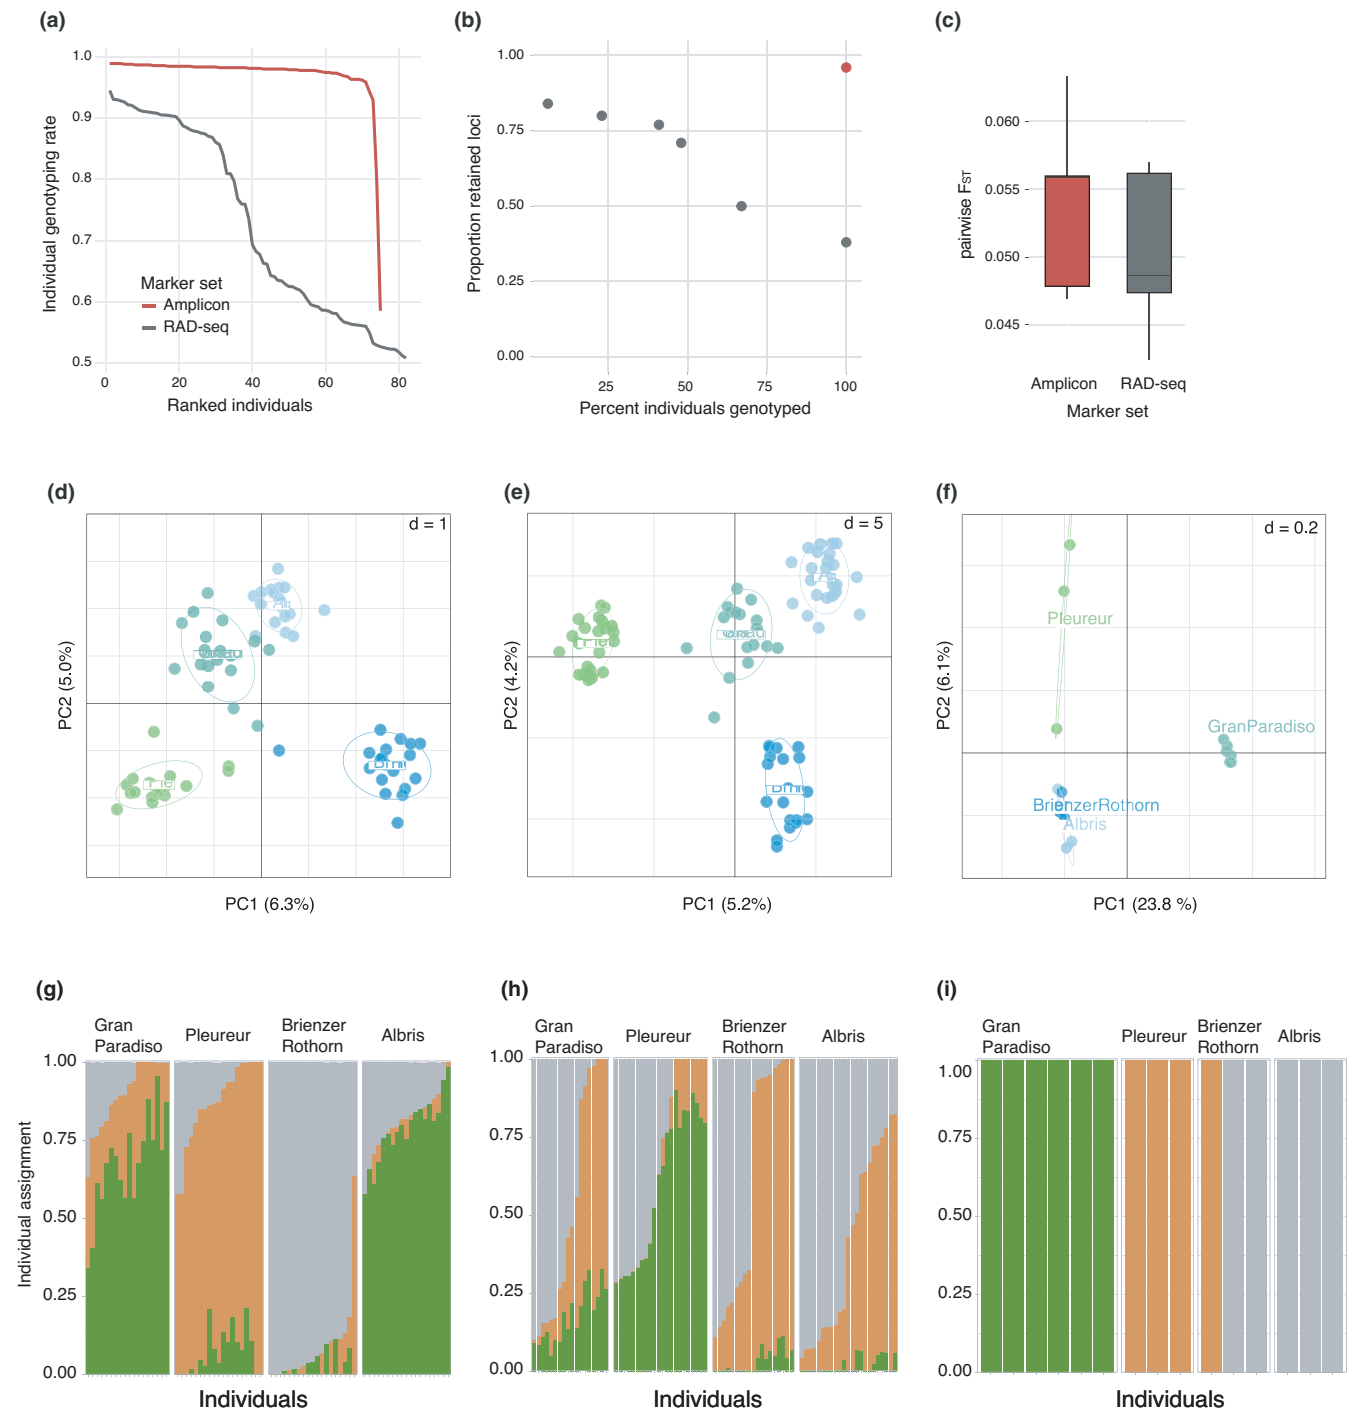 (a)
1.0
0.9
0.8
0.7
0.6
0.5
Individual genotyping rate
Marker set
Amplicon
RAD-seq
0
20
40
60
80
Ranked individuals
(b)
1.00
0.75
0.50
0.25
0.00
Proportion retained loci
25
50
75
100
Percent individuals genotyped
(c)
0.060
0.055
0.050
0.045
pairwise FST
Amplicon
RAD-seq
Marker set
(d)
d = 1
PC2 (5.0%)
PC1 (6.3%)
(e)
d = 5
PC2 (4.2%)
PC1 (5.2%)
(f)
d = 0.2
Pleureur
GranParadiso
BrienzerRothorn
Albris
PC2 (6.1%)
PC1 (23.8 %)
(g)
Gran
Paradiso
Pleureur
Brienzer
Rothorn
Albris
1.00
0.75
0.50
0.25
0.00
Individual assignment
Individuals
(h)
Gran
Paradiso
Pleureur
Brienzer
Rothorn
Albris
1.00
0.75
0.50
0.25
0.00
Individuals
(i)
Gran
Paradiso
Pleureur
Brienzer
Rothorn
Albris
1.00
0.75
0.50
0.25
0.00
Individuals